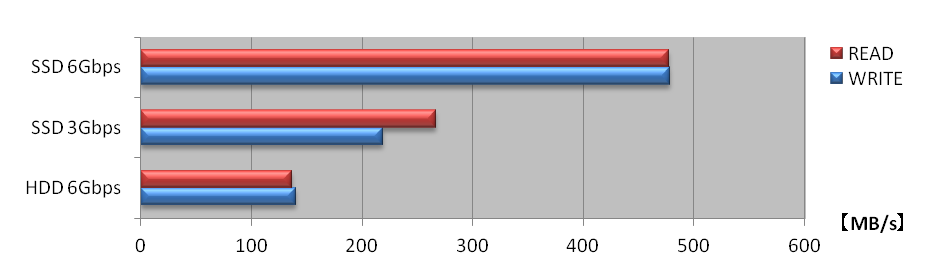 SSD 6Gbps
SSD 3Gbps
HDD 6Gbps
READ
WRITE
0 100 200 300 400 500 600
【MB/s】